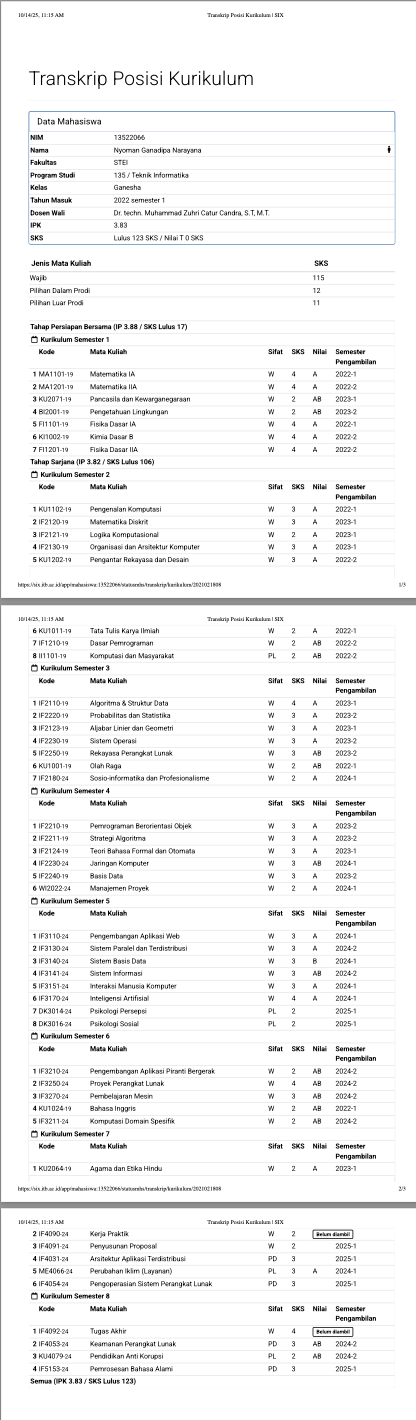 10/14/25, 11:15 AM Transkrip Posisi Kurikulum | SIX
Transkrip Posisi Kurikulum
Data Mahasiswa
NIM 13522066
Nama Nyoman Ganadipa Narayana
Fakultas STEI
Program Studi 135 / Teknik Informatika
Kelas Ganesha
Tahun Masuk 2022 semester 1
Dosen Wali Dr. techn. Muhammad Zuhri Catur Candra, S.T, M.T.
IPK 3.83
SKS Lulus 123 SKS / Nilai T 0 SKS
Jenis Mata Kuliah SKS
Wajib 115
Pilihan Dalam Prodi 12
Pilihan Luar Prodi 11
Tahap Persiapan Bersama (IP 3.88 / SKS Lulus 17)
Kurikulum Semester 1
Kode Mata Kuliah Sifat SKS Nilai Semester Pengambilan
1 MA1101-19 Matematika IA W 4 A 2022-1
2 MA1201-19 Matematika IIA W 4 A 2022-2
3 KU2071-19 Pancasila dan Kewarganegaraan W 2 AB 2023-1
4 BI2001-19 Pengetahuan Lingkungan W 2 AB 2023-2
5 FI1101-19 Fisika Dasar IA W 4 A 2022-1
6 KI1002-19 Kimia Dasar B W 4 A 2022-2
7 FI1201-19 Fisika Dasar IIA W 4 A 2022-2
Tahap Sarjana (IP 3.82 / SKS Lulus 106)
Kurikulum Semester 2
Kode Mata Kuliah Sifat SKS Nilai Semester Pengambilan
1 KU1102-19 Pengenalan Komputasi W 3 A 2022-1
2 IF2120-19 Matematika Diskrit W 3 A 2023-1
3 IF2121-19 Logika Komputasional W 2 A 2023-1
4 IF2130-19 Organisasi dan Arsitektur Komputer W 3 A 2023-1
5 KU1202-19 Pengantar Rekayasa dan Desain W 3 A 2022-2
https://six.itb.ac.id/app/mahasiswa:13522066/statusmhs/transkrip/kurikulum/2021021808 1/3
10/14/25, 11:15 AM Transkrip Posisi Kurikulum | SIX
6 KU1011-19 Tata Tulis Karya Ilmiah W 2 A 2022-1
7 IF1210-19 Dasar Pemrograman W 2 AB 2022-2
8 II1101-19 Komputasi dan Masyarakat PL 2 AB 2022-2
Kurikulum Semester 3
Kode Mata Kuliah Sifat SKS Nilai Semester Pengambilan
1 IF2110-19 Algoritma & Struktur Data W 4 A 2023-1
2 IF2220-19 Probabilitas dan Statistika W 3 A 2023-2
3 IF2123-19 Aljabar Linier dan Geometri W 3 A 2023-1
4 IF2230-19 Sistem Operasi W 3 A 2023-2
5 IF2250-19 Rekayasa Perangkat Lunak W 3 AB 2023-2
6 KU1001-19 Olah Raga W 2 AB 2022-1
7 IF2180-24 Sosio-informatika dan Profesionalisme W 2 A 2024-1
Kurikulum Semester 4
Kode Mata Kuliah Sifat SKS Nilai Semester Pengambilan
1 IF2210-19 Pemrograman Berorientasi Objek W 3 A 2023-2
2 IF2211-19 Strategi Algoritma W 3 A 2023-2
3 IF2124-19 Teori Bahasa Formal dan Otomata W 3 A 2023-1
4 IF2230-24 Jaringan Komputer W 3 AB 2024-1
5 IF2240-19 Basis Data W 3 A 2023-2
6 WI2022-24 Manajemen Proyek W 2 A 2024-1
Kurikulum Semester 5
Kode Mata Kuliah Sifat SKS Nilai Semester Pengambilan
1 IF3110-24 Pengembangan Aplikasi Web W 3 A 2024-1
2 IF3130-24 Sistem Paralel dan Terdistribusi W 3 A 2024-2
3 IF3140-24 Sistem Basis Data W 3 B 2024-1
4 IF3141-24 Sistem Informasi W 3 AB 2024-2
5 IF3151-24 Interaksi Manusia Komputer W 3 A 2024-1
6 IF3170-24 Inteligensi Artifisial W 4 A 2024-1
7 DK3014-24 Psikologi Persepsi PL 2 2025-1
8 DK3016-24 Psikologi Sosial PL 2 2025-1
Kurikulum Semester 6
Kode Mata Kuliah Sifat SKS Nilai Semester Pengambilan
1 IF3210-24 Pengembangan Aplikasi Piranti Bergerak W 2 AB 2024-2
2 IF3250-24 Proyek Perangkat Lunak W 4 AB 2024-2
3 IF3270-24 Pembelajaran Mesin W 3 AB 2024-2
4 KU1024-19 Bahasa Inggris W 2 AB 2022-1
5 IF3211-24 Komputasi Domain Spesifik W 2 AB 2024-2
Kurikulum Semester 7
Kode Mata Kuliah Sifat SKS Nilai Semester Pengambilan
1 KU2064-19 Agama dan Etika Hindu W 2 A 2023-1
https://six.itb.ac.id/app/mahasiswa:13522066/statusmhs/transkrip/kurikulum/2021021808 2/3
10/14/25, 11:15 AM Transkrip Posisi Kurikulum | SIX
2 IF4090-24 Kerja Praktik W 2 Belum diambil
3 IF4091-24 Penyusunan Proposal W 2 2025-1
4 IF4031-24 Arsitektur Aplikasi Terdistribusi PD 3 2025-1
5 ME4066-24 Perubahan Iklim (Layanan) PL 3 A 2024-1
6 IF4054-24 Pengoperasian Sistem Perangkat Lunak PD 3 2025-1
Kurikulum Semester 8
Kode Mata Kuliah Sifat SKS Nilai Semester Pengambilan
1 IF4092-24 Tugas Akhir W 4 Belum diambil
2 IF4053-24 Keamanan Perangkat Lunak PD 3 AB 2024-2
3 KU4079-24 Pendidikan Anti Korupsi PL 2 AB 2024-2
4 IF5153-24 Pemrosesan Bahasa Alami PD 3 2025-1
Semua (IPK 3.83 / SKS Lulus 123)